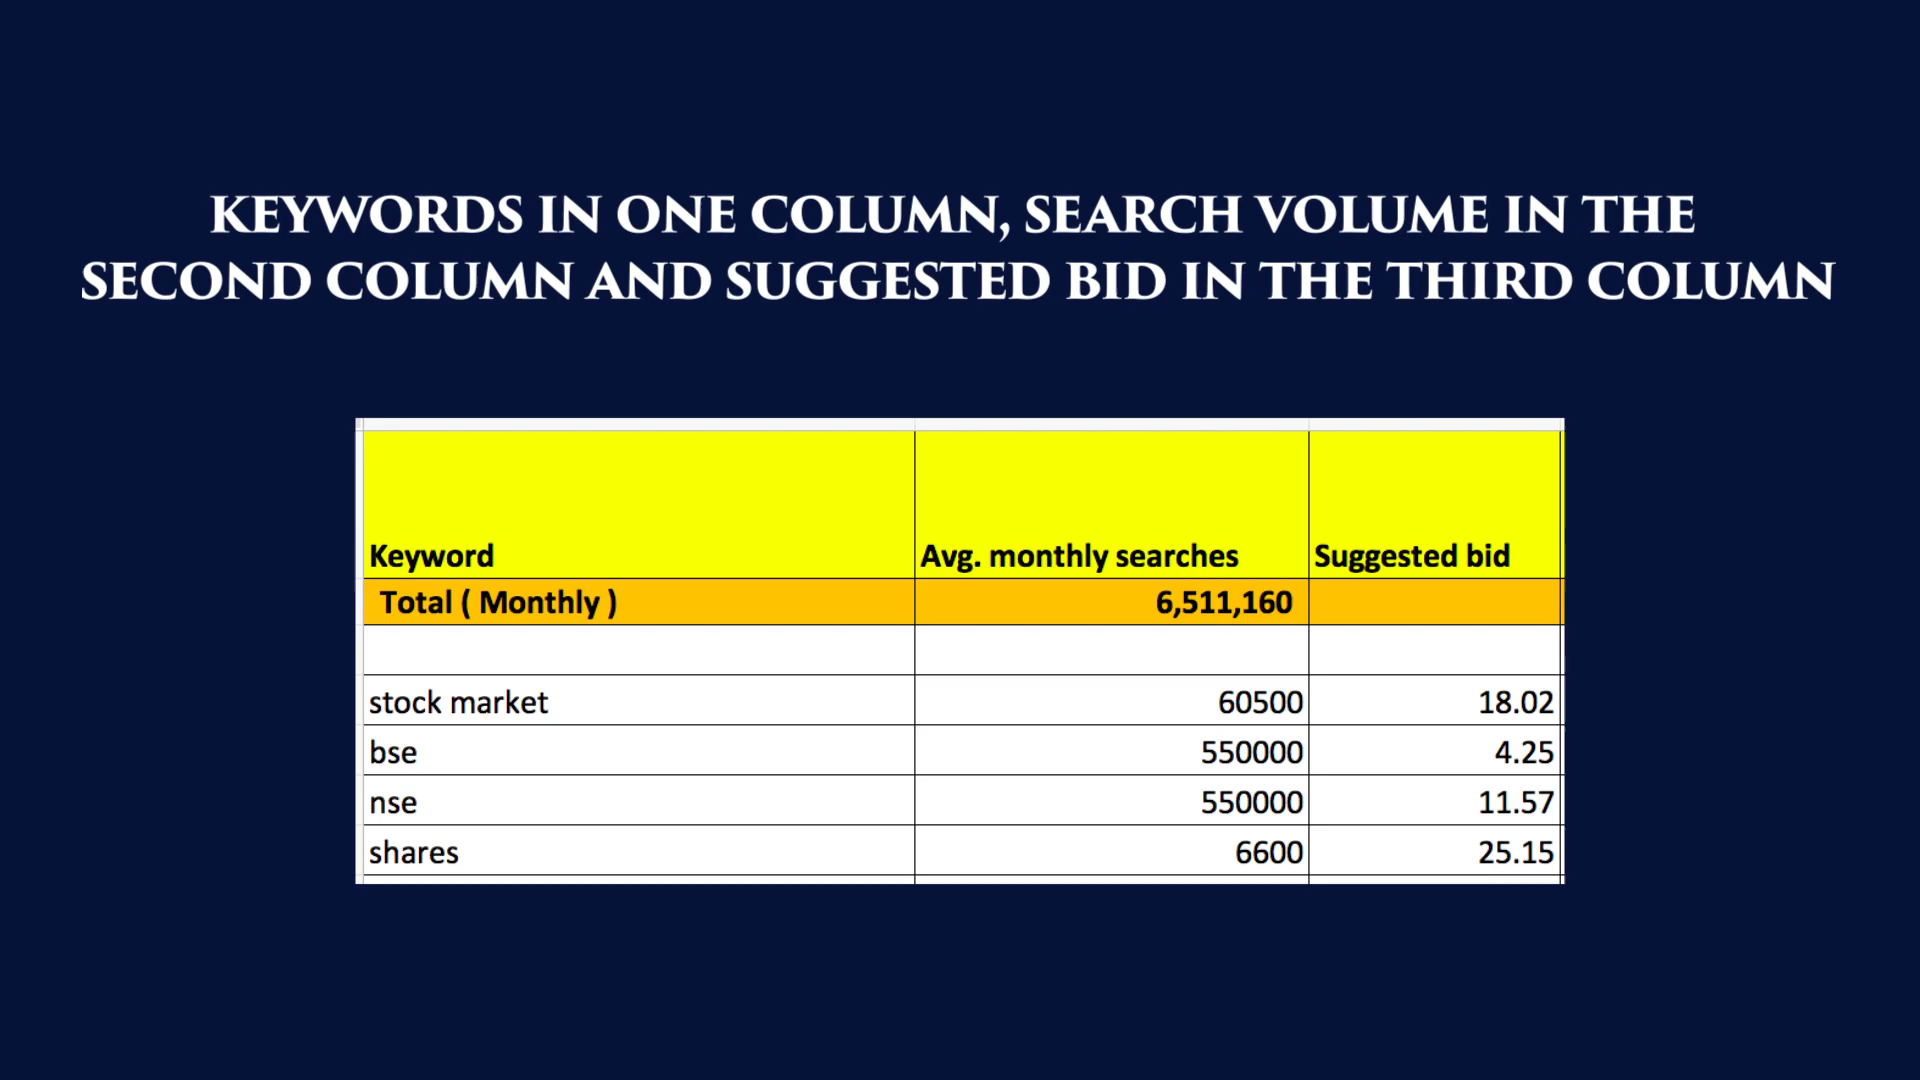 KEYWORDS IN ONE COLUMN, SEARCH VOLUME IN THE
SECOND COLUMN AND SUGGESTED BID IN THE THIRD COLUMN
Keyword Avg. monthly searches Suggested bid
Total ( Monthly ) 6,511,160
stock market 60500 18.02
bse 550000 4.25
nse 550000 11.57
shares 6600 25.15